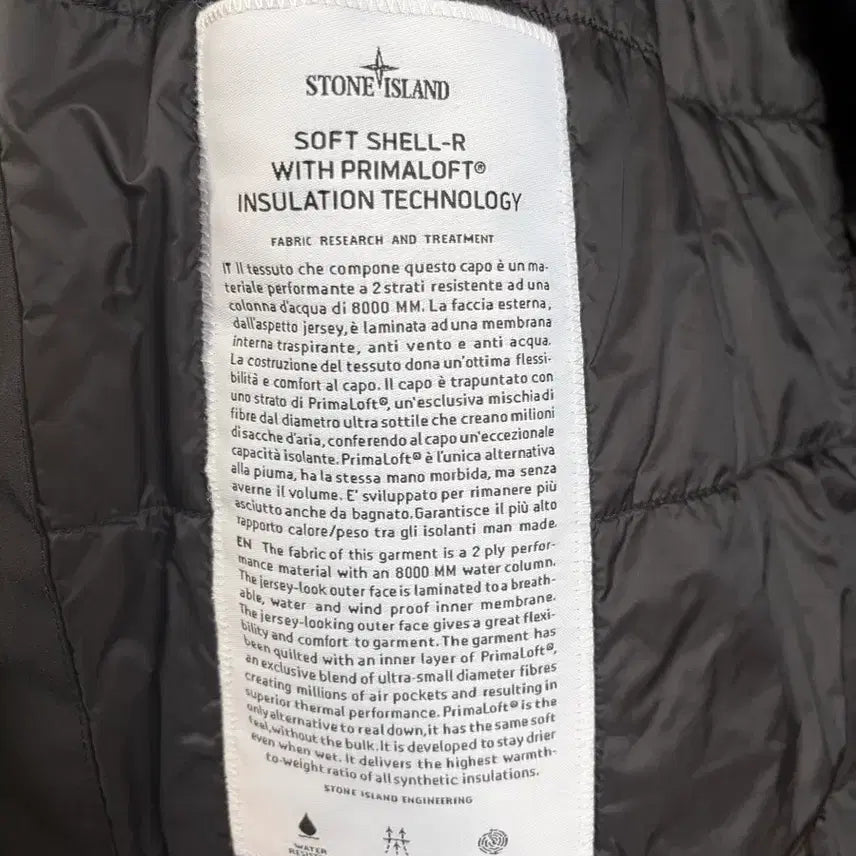 STONE ISLAND
SOFT SHELL-R
WITH PRIMALOFT®
INSULATION TECHNOLOGY
FABRIC RESEARCH AND TREATMENT
IT Il tessuto che compone questo capo è un ma-
teriale performante a 2 strati resistente ad una
colonna d'acqua di 8000 MM. La faccia esterna,
dall'aspetto jersey, è laminata ad una membrana
interna traspirante, anti vento e anti acqua.
La costruzione del tessuto dona un'ottima flessi-
bilità e comfort al capo. Il capo è trapuntato con
uno strato di PrimaLoft®, un'esclusiva mischia di
fibre dal diametro ultra sottile che creano milioni
di sacche d'aria, conferendo al capo un'eccezionale
capacità isolante. PrimaLoft® è l'unica alternativa
alla piuma, ha la stessa mano morbida, ma senza
averne il volume. E' sviluppato per rimanere più
asciutto anche da bagnato. Garantisce il più alto
rapporto calore/peso tra gli isolanti man made.
EN The fabric of this garment is a 2 ply perfor-
mance material with an 8000 MM water column.
The jersey-look outer face is laminated to a breath-
able, water and wind proof inner membrane.
The jersey-looking outer face gives a great flexi-
bility and comfort to garment. The garment has
been quilted with an inner layer of PrimaLoft®,
an exclusive blend of ultra-small diameter fibres
creating millions of air pockets and resulting in
superior thermal performance. PrimaLoft® is the
only alternative to real down, it has the same soft
feel, without the bulk. It is developed to stay drier
even when wet. It delivers the highest warmth-
to-weight ratio of all synthetic insulations.
STONE ISLAND ENGINEERING
WATER